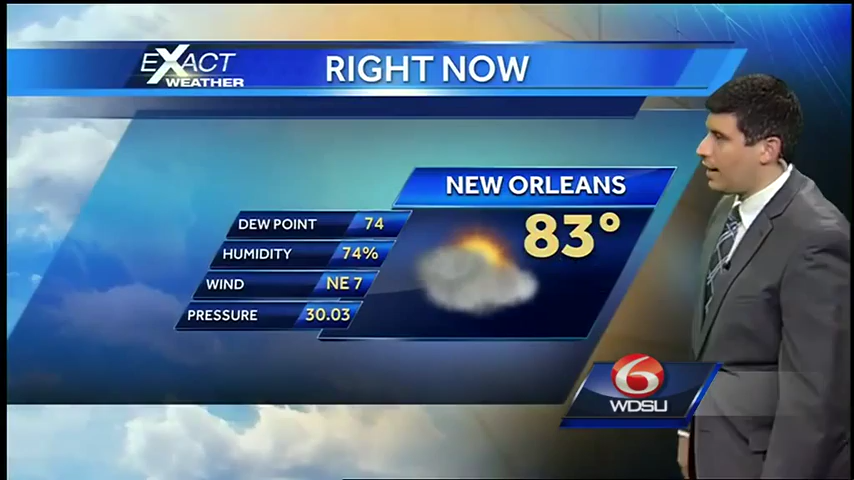 EXACT
WEATHER
RIGHT NOW
NEW ORLEANS
83°
DEW POINT 74
HUMIDITY 74%
WIND NE 7
PRESSURE 30.03
6
WDSU